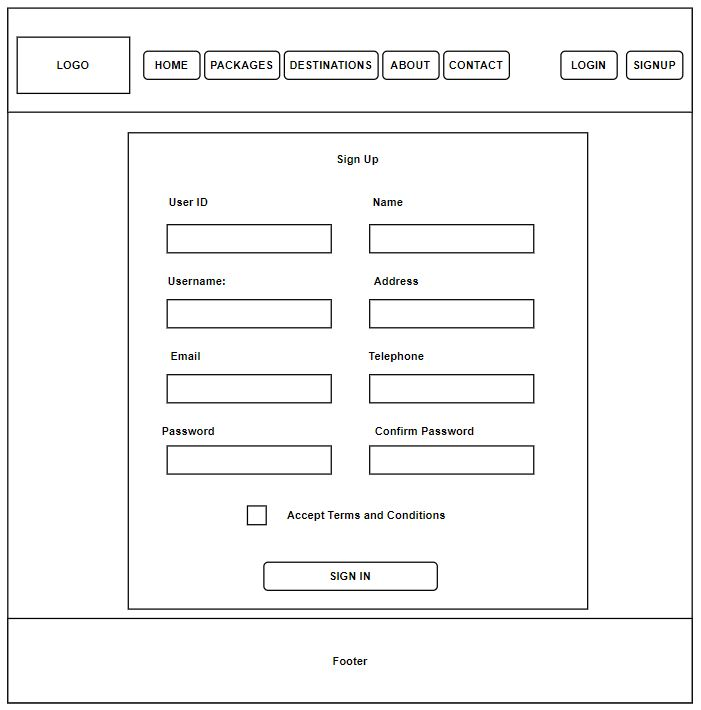 LOGO HOME PACKAGES DESTINATIONS ABOUT CONTACT LOGIN SIGNUP
Sign Up
User ID Name
Username: Address
Email Telephone
Password Confirm Password
Accept Terms and Conditions
SIGN IN
Footer